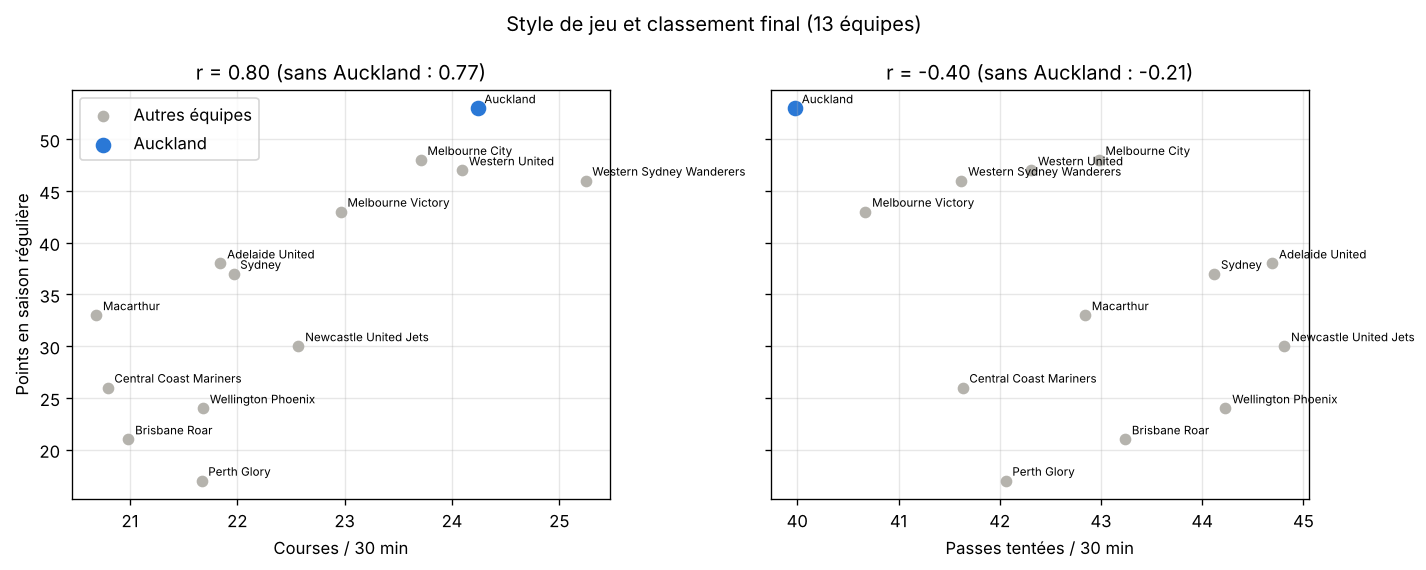 Style de jeu et classement final (13 équipes)
r = 0.80 (sans Auckland : 0.77)
Autres équipes
Auckland
Auckland
Melbourne City
Western United
Western Sydney Wanderers
Melbourne Victory
Adelaide United
Sydney
Macarthur
Newcastle United Jets
Central Coast Mariners
Wellington Phoenix
Brisbane Roar
Perth Glory
50
45
40
35
30
25
20
Points en saison régulière
21 22 23 24 25
Courses / 30 min
r = -0.40 (sans Auckland : -0.21)
Auckland
Melbourne City
Western United
Western Sydney Wanderers
Melbourne Victory
Adelaide United
Sydney
Macarthur
Newcastle United Jets
Central Coast Mariners
Wellington Phoenix
Brisbane Roar
Perth Glory
40 41 42 43 44 45
Passes tentées / 30 min